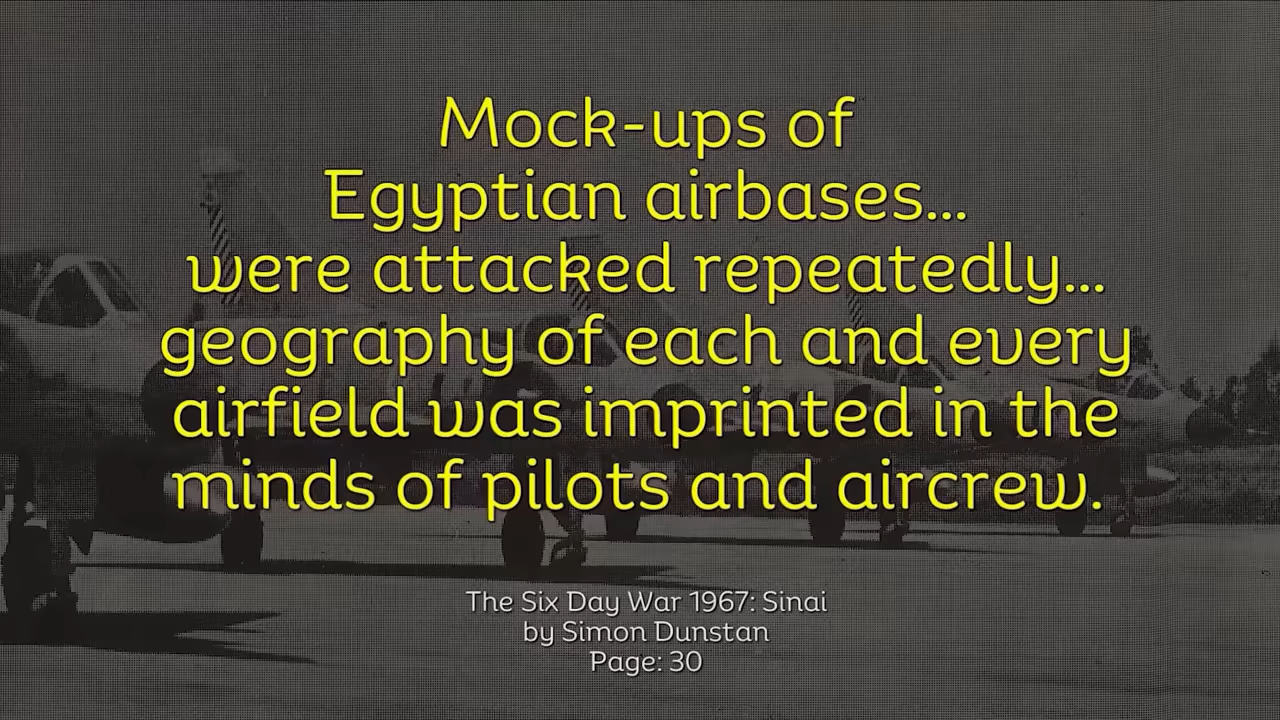 Mock-ups of
Egyptian airbases...
were attacked repeatedly...
geography of each and every
airfield was imprinted in the
minds of pilots and aircrew.
The Six Day War 1967: Sinai
by Simon Dunstan
Page: 30